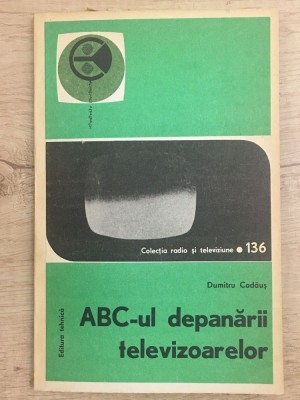 Colecția radio și televiziune ● 136
Dumitru Codăuș
ABC-ul depanării
televizoarelor
Editura tehnică